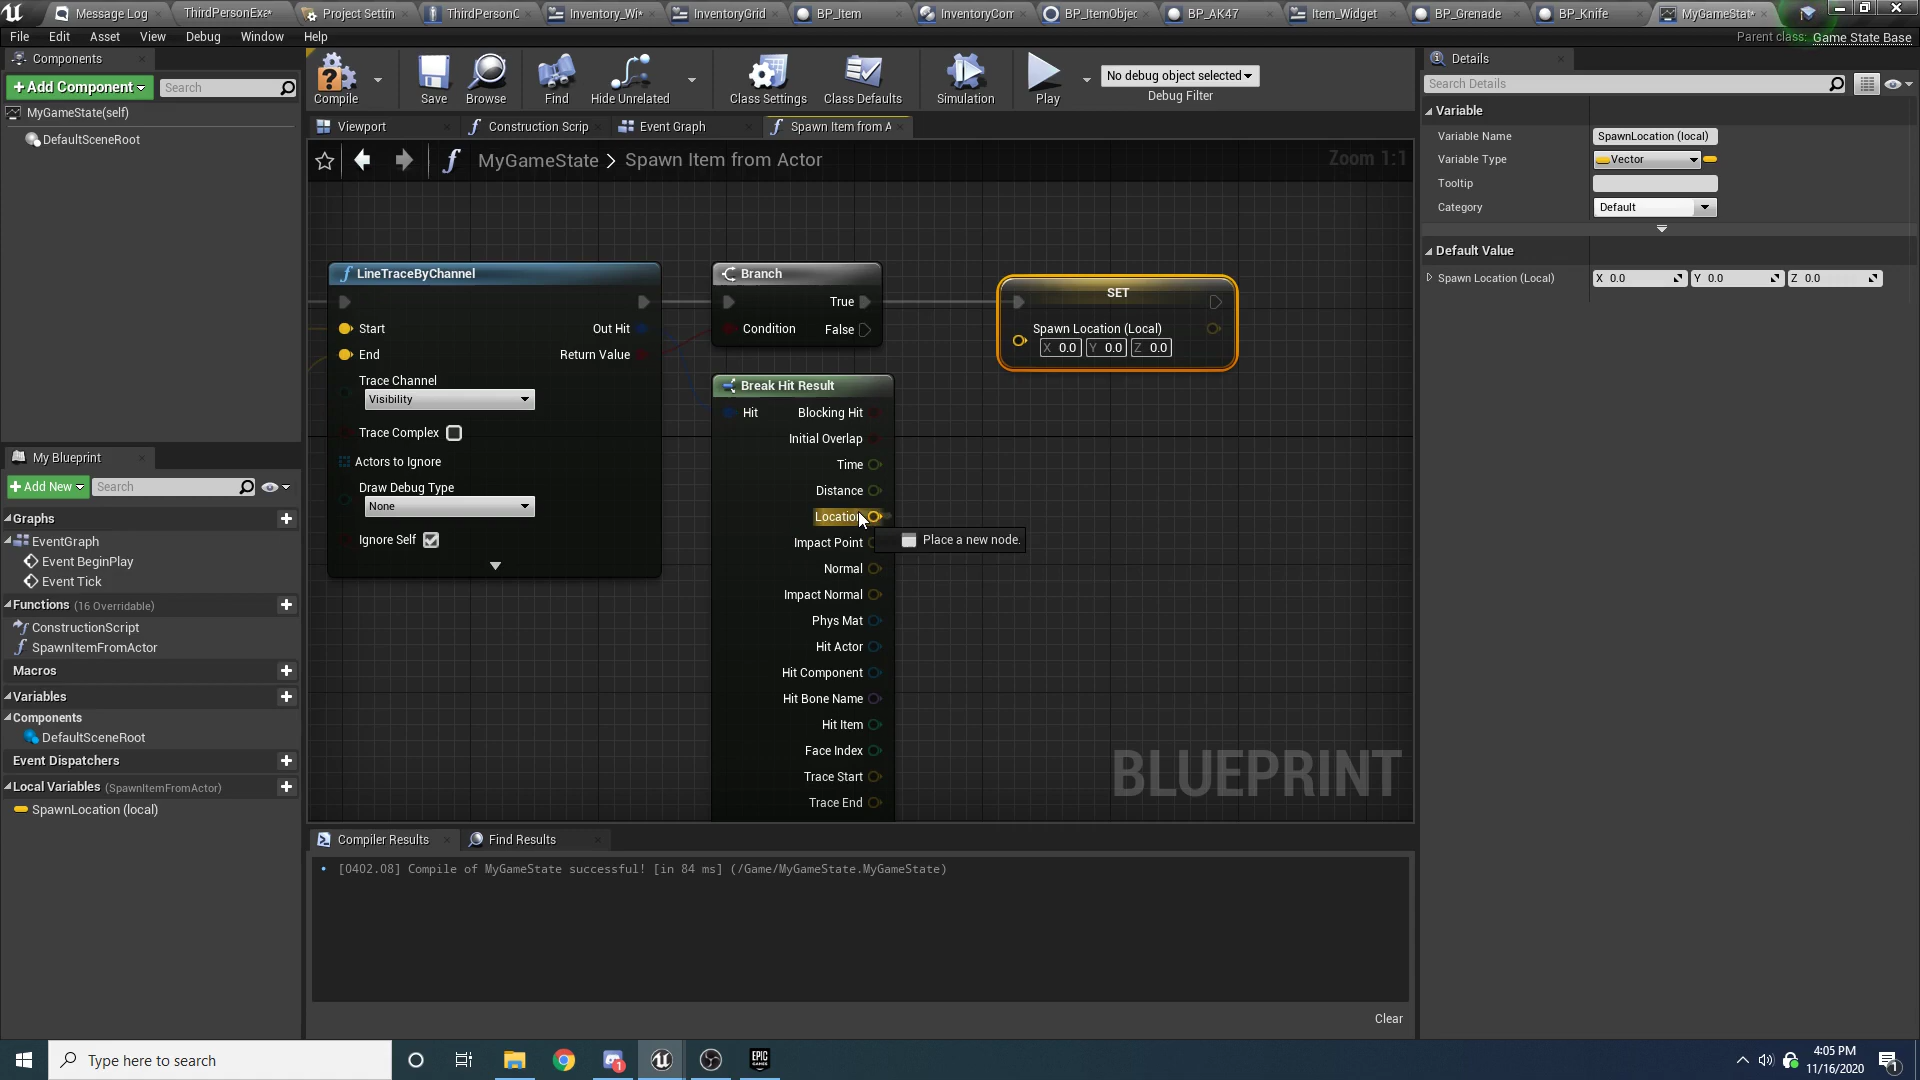 Message Log
ThirdPersonExa*
Project Settin
ThirdPersonC
Inventory_Wi*
InventoryGrid
BP_Item
InventoryCom
BP_ItemObjec
BP_AK47
Item_Widget
BP_Grenade
BP_Knife
MyGameStat*
File
Edit
Asset
View
Debug
Window
Help
Parent class: Game State Base
Components
+Add Component
Search
MyGameState(self)
DefaultSceneRoot
Compile
Save
Browse
Find
Hide Unrelated
Class Settings
Class Defaults
Simulation
Play
No debug object selected
Debug Filter
Viewport
Construction Scrip
Event Graph
Spawn Item from A
MyGameState > Spawn Item from Actor
Zoom 1:1
LineTraceByChannel
Start
Out Hit
End
Return Value
Trace Channel
Visibility
Trace Complex
Actors to Ignore
Draw Debug Type
None
Ignore Self
Branch
True
Condition
False
SET
Spawn Location (Local)
X 0.0 Y 0.0 Z 0.0
Break Hit Result
Hit
Blocking Hit
Initial Overlap
Time
Distance
Location
Place a new node.
Impact Point
Normal
Impact Normal
Phys Mat
Hit Actor
Hit Component
Hit Bone Name
Hit Item
Face Index
Trace Start
Trace End
BLUEPRINT
My Blueprint
+Add New
Search
Graphs
EventGraph
Event BeginPlay
Event Tick
Functions (16 Overridable)
ConstructionScript
SpawnItemFromActor
Macros
Variables
Components
DefaultSceneRoot
Event Dispatchers
Local Variables (SpawnItemFromActor)
SpawnLocation (local)
Compiler Results
Find Results
[0402.08] Compile of MyGameState successful! [in 84 ms] (/Game/MyGameState.MyGameState)
Clear
Details
Search Details
Variable
Variable Name
SpawnLocation (local)
Variable Type
Vector
Tooltip
Category
Default
Default Value
Spawn Location (Local)
X 0.0
Y 0.0
Z 0.0
Type here to search
EPIC GAMES
4:05 PM
11/16/2020
1
1